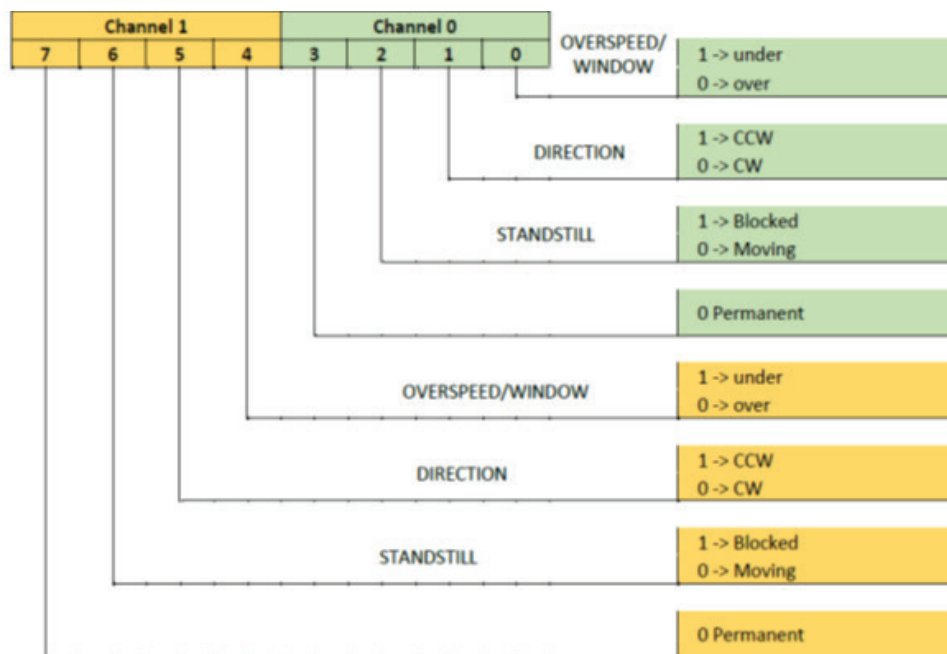 Channel 1 Channel 0
7 6 5 4 3 2 1 0
OVERSPEED/
WINDOW
1 -> under
0 -> over
DIRECTION
1 -> CCW
0 -> CW
STANDSTILL
1 -> Blocked
0 -> Moving
0 Permanent
OVERSPEED/WINDOW
1 -> under
0 -> over
DIRECTION
1 -> CCW
0 -> CW
STANDSTILL
1 -> Blocked
0 -> Moving
0 Permanent